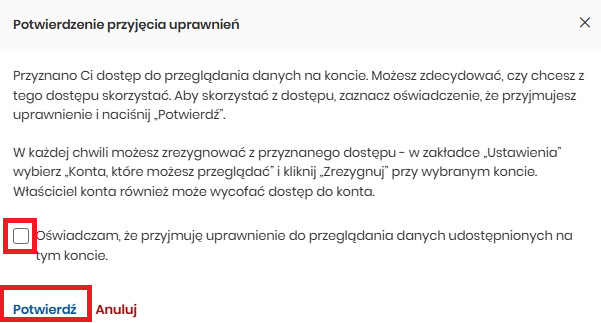 Potwierdzenie przyjęcia uprawnień
Przyznano Ci dostęp do przeglądania danych na koncie. Możesz zdecydować, czy chcesz z
tego dostępu skorzystać. Aby skorzystać z dostępu, zaznacz oświadczenie, że przyjmujesz
uprawnienie i naciśnij „Potwierdź”.
W każdej chwili możesz zrezygnować z przyznanego dostępu - w zakładce „Ustawienia”
wybierz „Konta, które możesz przeglądać” i kliknij „Zrezygnuj” przy wybranym koncie.
Właściciel konta również może wycofać dostęp do konta.
Oświadczam, że przyjmuję uprawnienie do przeglądania danych udostępnionych na
tym koncie.
Potwierdź Anuluj